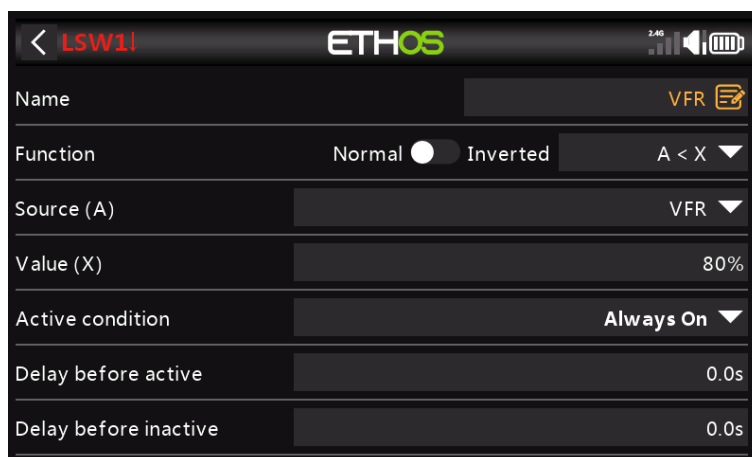 LSW1↓ ETHOS 2.4G
Name VFR
Function Normal Inverted A < X
Source (A) VFR
Value (X) 80%
Active condition Always On
Delay before active 0.0s
Delay before inactive 0.0s